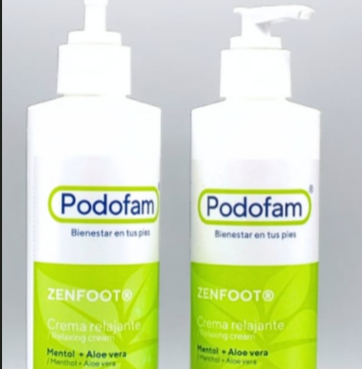 Podofam®
Bienestar en tus pies
ZENFOOT®
Crema relajante
/ Relaxing cream
Mentol + Aloe vera
/ Menthol + Aloe vera
Podofam®
Bienestar en tus pies
ZENFOOT®
Crema relajante
/ Relaxing cream
Mentol + Aloe vera
/ Menthol + Aloe vera